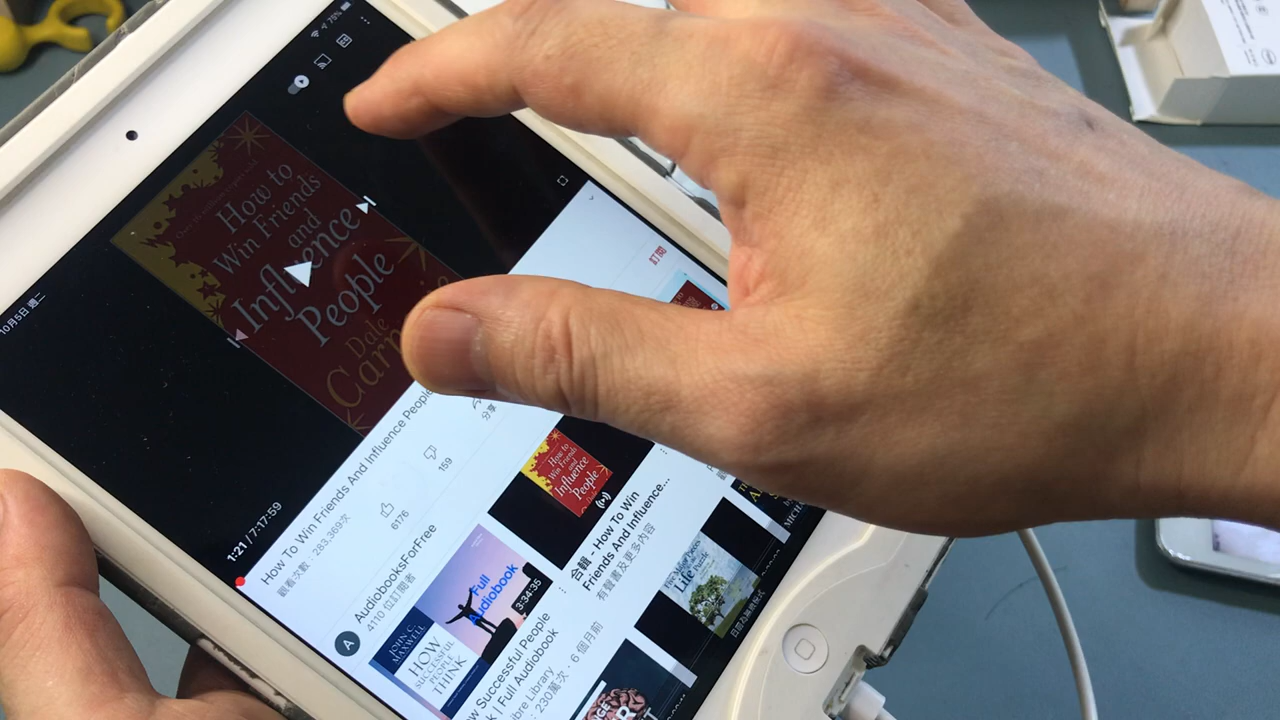 75%
10月5日 週二
How to
Win Friends
and
Influence
People
Dale
1:21 / 7:17:59
How To Win Friends And Influence People
觀看次數 283,369次
6176
159
分享
訂閱
A
AudiobooksForFree
4110 位訂閱者
How to
Win Friends
and
Influence
People
合輯 - How To Win
Friends And Influence...
有聲書及更多內容
JOHN C.
MAXWELL
HOW
SUCCESSFUL
PEOPLE
THINK
Full
Audiobook
3:34:35
Successful People
| Full Audiobook
Library
230萬次 · 6 個月前
Life